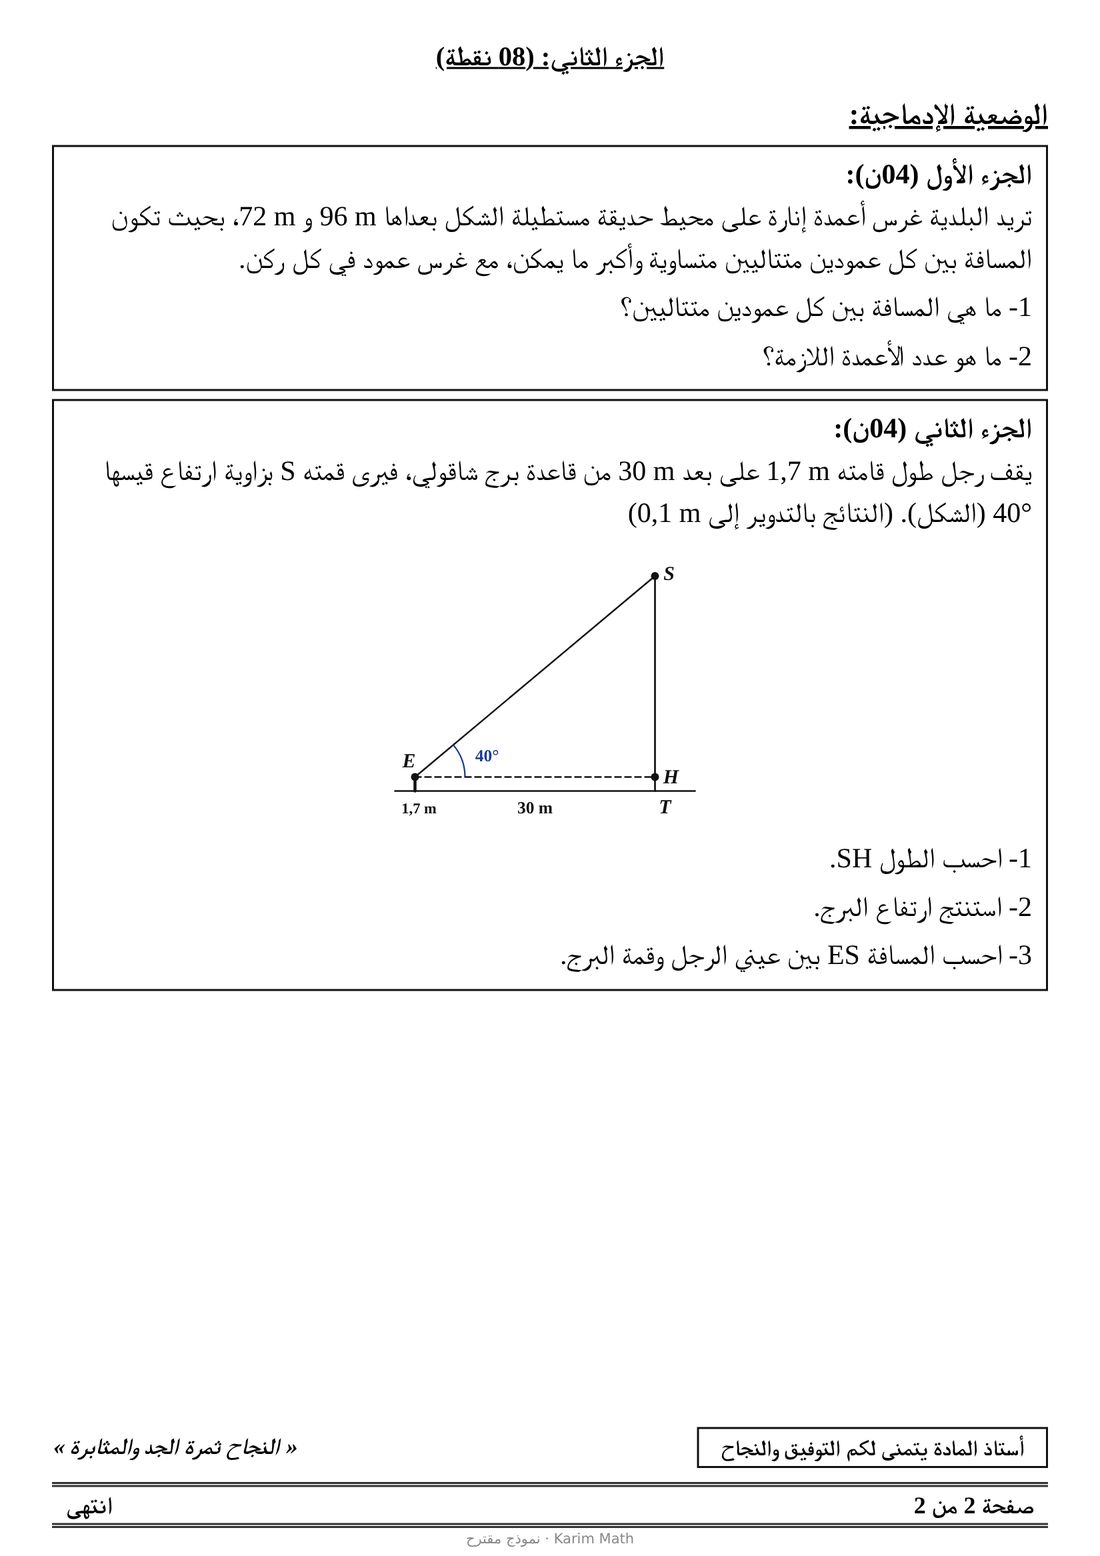 الجزء الثاني: (08 نقطة)
الوضعية الإدماجية:
الجزء الأول (04ن):
تريد البلدية غرس أعمدة إنارة على محيط حديقة مستطيلة الشكل بعداها 96 m و 72 m، بحيث تكون
المسافة بين كل عمودين متتاليين متساوية وأكبر ما يمكن، مع غرس عمود في كل ركن.
1- ما هي المسافة بين كل عمودين متتاليين؟
2- ما هو عدد الأعمدة اللازمة؟
الجزء الثاني (04ن):
يقف رجل طول قامته 1,7 m على بعد 30 m من قاعدة برج شاقولي، فيرى قمته S بزاوية ارتفاع قيسها
40° (الشكل). (النتائج بالتدوير إلى 0,1 m)
S
E
40°
H
1,7 m
30 m
T
1- احسب الطول SH.
2- استنتج ارتفاع البرج.
3- احسب المسافة ES بين عيني الرجل وقمة البرج.
أستاذ المادة يتمنى لكم التوفيق والنجاح
« النجاح ثمرة الجد والمثابرة »
صفحة 2 من 2
انتهى
نموذج مقترح · Karim Math